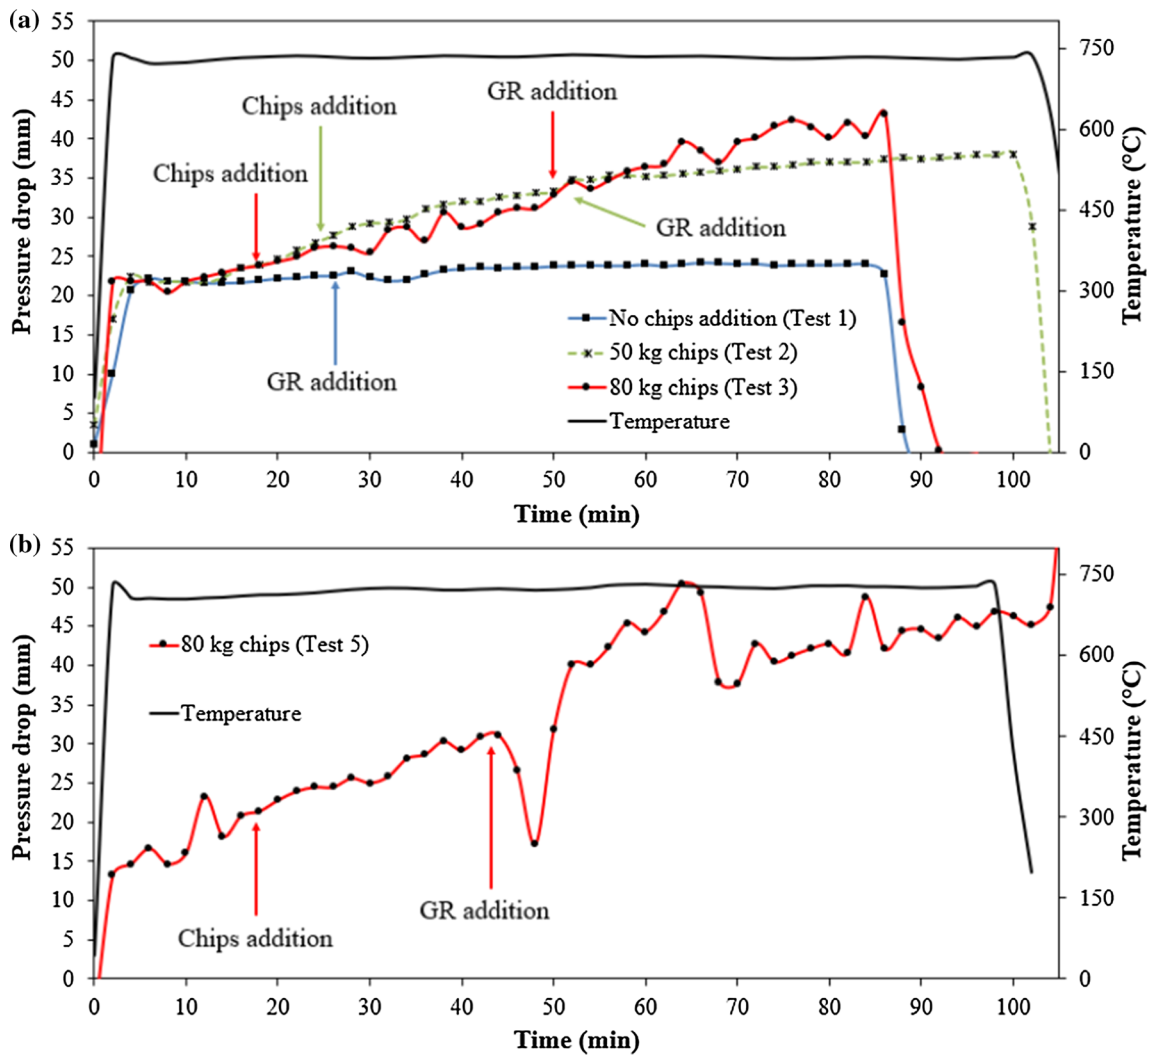 (a)
55
50
45
40
35
30
25
20
15
10
5
0
Pressure drop (mm)
750
600
450
300
150
0
Temperature (°C)
GR addition
Chips addition
Chips addition
GR addition
GR addition
No chips addition (Test 1)
50 kg chips (Test 2)
80 kg chips (Test 3)
Temperature
0 10 20 30 40 50 60 70 80 90 100
Time (min)
(b)
55
50
45
40
35
30
25
20
15
10
5
0
Pressure drop (mm)
750
600
450
300
150
0
Temperature (°C)
80 kg chips (Test 5)
Temperature
GR addition
Chips addition
0 10 20 30 40 50 60 70 80 90 100
Time (min)